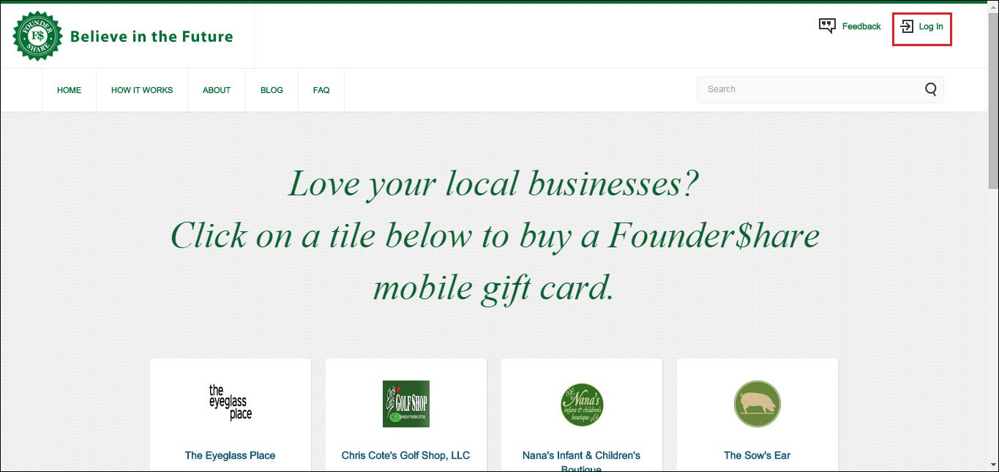 FOUNDER
F$
SHARE
Believe in the Future
Feedback
Log In
HOME
HOW IT WORKS
ABOUT
BLOG
FAQ
Search
Love your local businesses?
Click on a tile below to buy a Founder$hare
mobile gift card.
the
eyeglass
place
Chris
Cote's
GOLF SHOP
Nana's
infant & children's
boutique
The Eyeglass Place
Chris Cote's Golf Shop, LLC
Nana's Infant & Children's
Boutique
The Sow's Ear